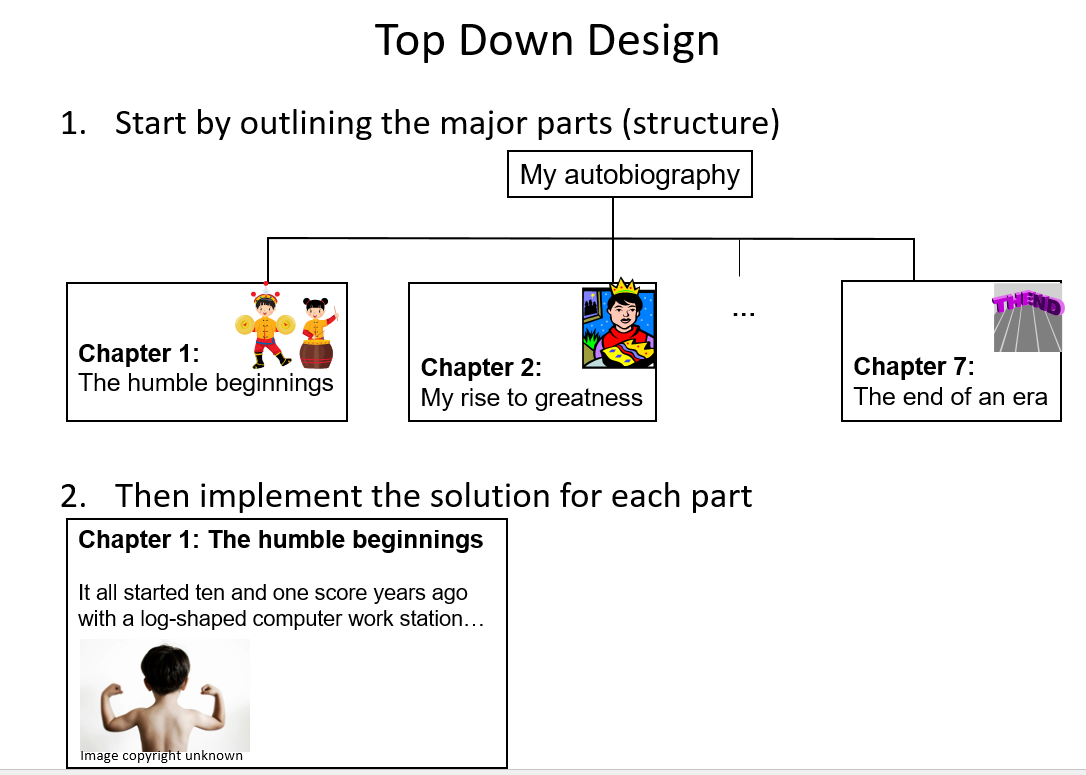 Top Down Design
1. Start by outlining the major parts (structure)
My autobiography
Chapter 1:
The humble beginnings
Chapter 2:
My rise to greatness
...
THEND
Chapter 7:
The end of an era
2. Then implement the solution for each part
Chapter 1: The humble beginnings
It all started ten and one score years ago
with a log-shaped computer work station…
Image copyright unknown